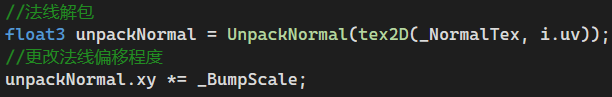 //法线解包
float3 unpackNormal = UnpackNormal(tex2D(_NormalTex, i.uv));
//更改法线偏移程度
unpackNormal.xy *= _BumpScale;